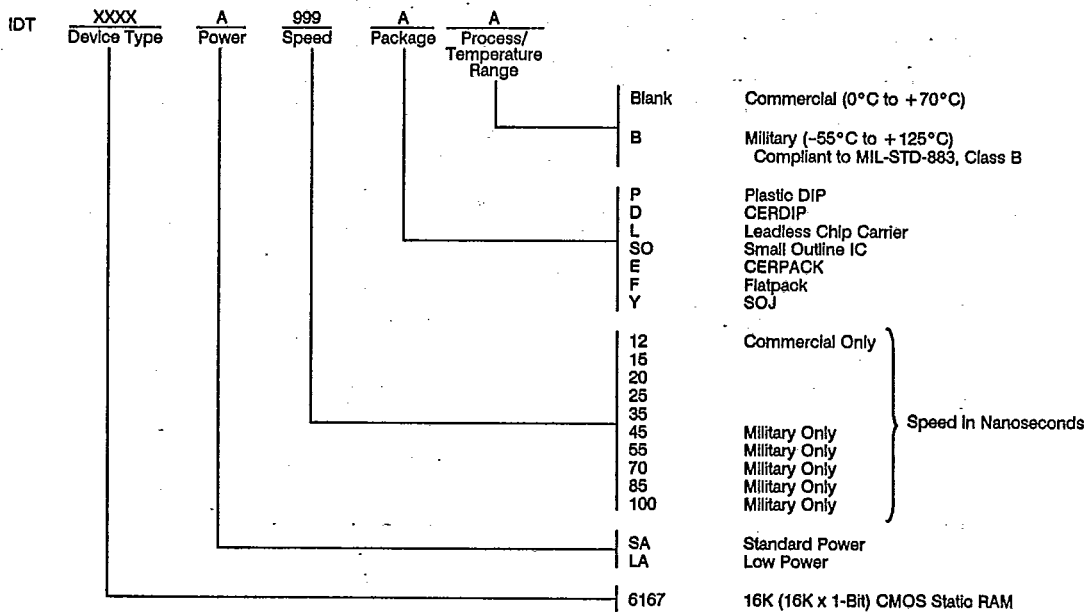 IDT XXXX A 999 A A
Device Type Power Speed Package Process/
Temperature
Range
Blank Commercial (0°C to +70°C)
B Military (–55°C to +125°C)
Compliant to MIL-STD-883, Class B
P Plastic DIP
D CERDIP
L Leadless Chip Carrier
SO Small Outline IC
E CERPACK
F Flatpack
Y SOJ
12 Commercial Only
15
20
25
35
Speed in Nanoseconds
45 Military Only
55 Military Only
70 Military Only
85 Military Only
100 Military Only
SA Standard Power
LA Low Power
6167 16K (16K x 1-Bit) CMOS Static RAM